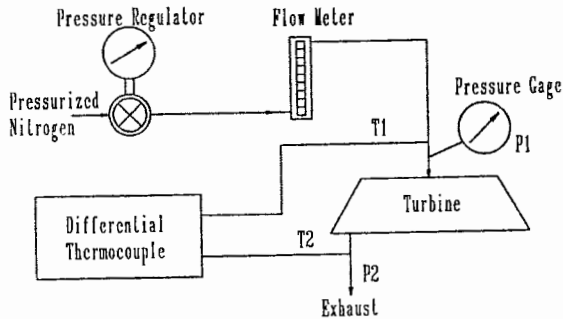 Pressure Regulator
Flow Meter
Pressurized
Nitrogen
Pressure Gage
T1
P1
Turbine
Differential
Thermocouple
T2
P2
Exhaust